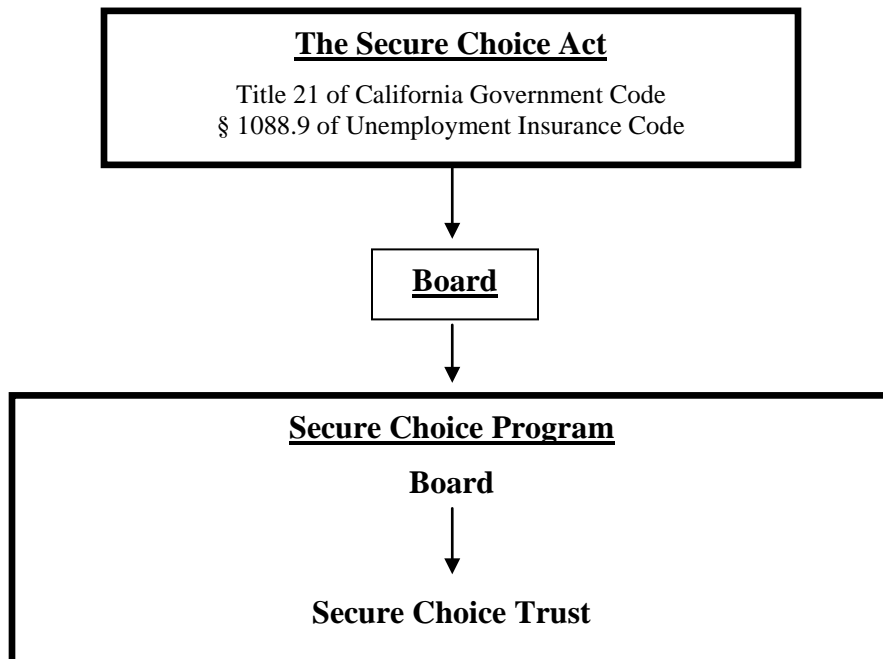 The Secure Choice Act
Title 21 of California Government Code
§ 1088.9 of Unemployment Insurance Code
Board
Secure Choice Program
Board
Secure Choice Trust